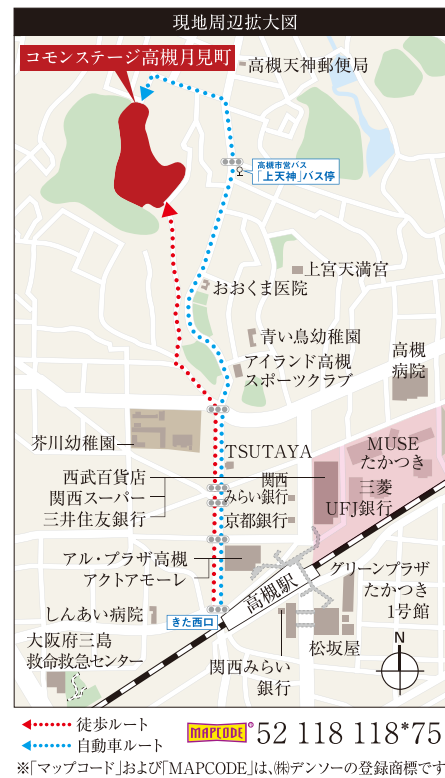 現地周辺拡大図
コモンステージ高槻月見町
高槻天神郵便局
高槻市営バス
「上天神」バス停
上宮天満宮
おおくま医院
青い鳥幼稚園
アイランド高槻
スポーツクラブ
高槻
病院
芥川幼稚園
TSUTAYA
MUSE
たかつき
西武百貨店
関西スーパー
三井住友銀行
関西
みらい銀行
京都銀行
三菱
UFJ銀行
アル・プラザ高槻
アクトアモーレ
高槻駅
グリーンプラザ
たかつき
1号館
しんあい病院
きた西口
大阪府三島
救命救急センター
関西みらい
銀行
松坂屋
N
徒歩ルート
自動車ルート
MAPCODE® 52 118 118*75
※「マップコード」および「MAPCODE」は、㈱デンソーの登録商標です